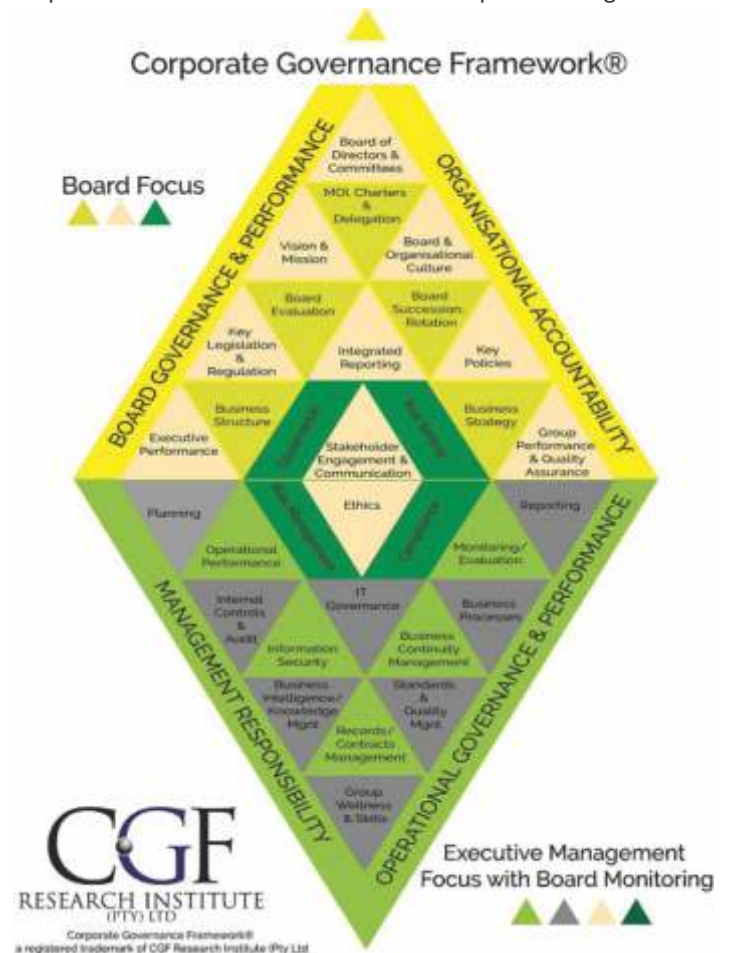 Corporate Governance Framework®
Board Focus
BOARD GOVERNANCE & PERFORMANCE
ORGANISATIONAL ACCOUNTABILITY
Board of
Directors &
Committees
MOI, Charters
&
Delegation
Vision &
Mission
Board &
Organisational
Culture
Board
Evaluation
Board
Succession
Rotation
Key
Legislation
&
Regulation
Integrated
Reporting
Key
Policies
Business
Structure
Business
Strategy
Executive
Performance
Stakeholder
Engagement &
Communication
Group
Performance
& Quality
Assurance
Planning
Ethics
Reporting
Risk Management
Compliance
Operational
Performance
Monitoring/
Evaluation
Internal
Controls
&
Audit
IT
Governance
Business
Processes
Information
Security
Business
Continuity
Management
Business
Intelligence/
Knowledge
Mgnt
Standards
&
Quality
Mgnt
Records/
Contracts
Management
Group
Wellness
& Skills
MANAGEMENT RESPONSIBILITY
OPERATIONAL GOVERNANCE & PERFORMANCE
CGF
RESEARCH INSTITUTE
(PTY) LTD
Corporate Governance Framework®
a registered trademark of CGF Research Institute (Pty) Ltd
Executive Management
Focus with Board Monitoring